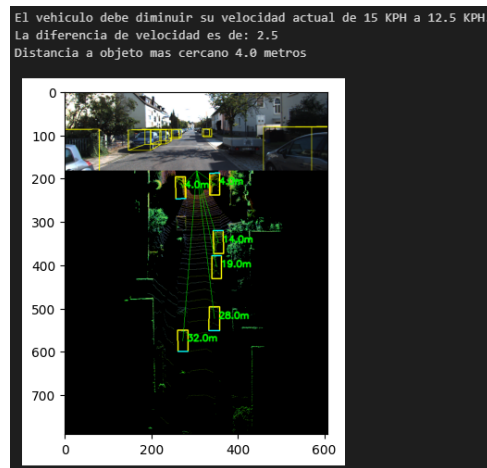 El vehiculo debe diminuir su velocidad actual de 15 KPH a 12.5 KPH
La diferencia de velocidad es de: 2.5
Distancia a objeto mas cercano 4.0 metros
0
100
200
4.0m
300
14.0m
400
19.0m
500
28.0m
600
32.0m
700
0
200
400
600